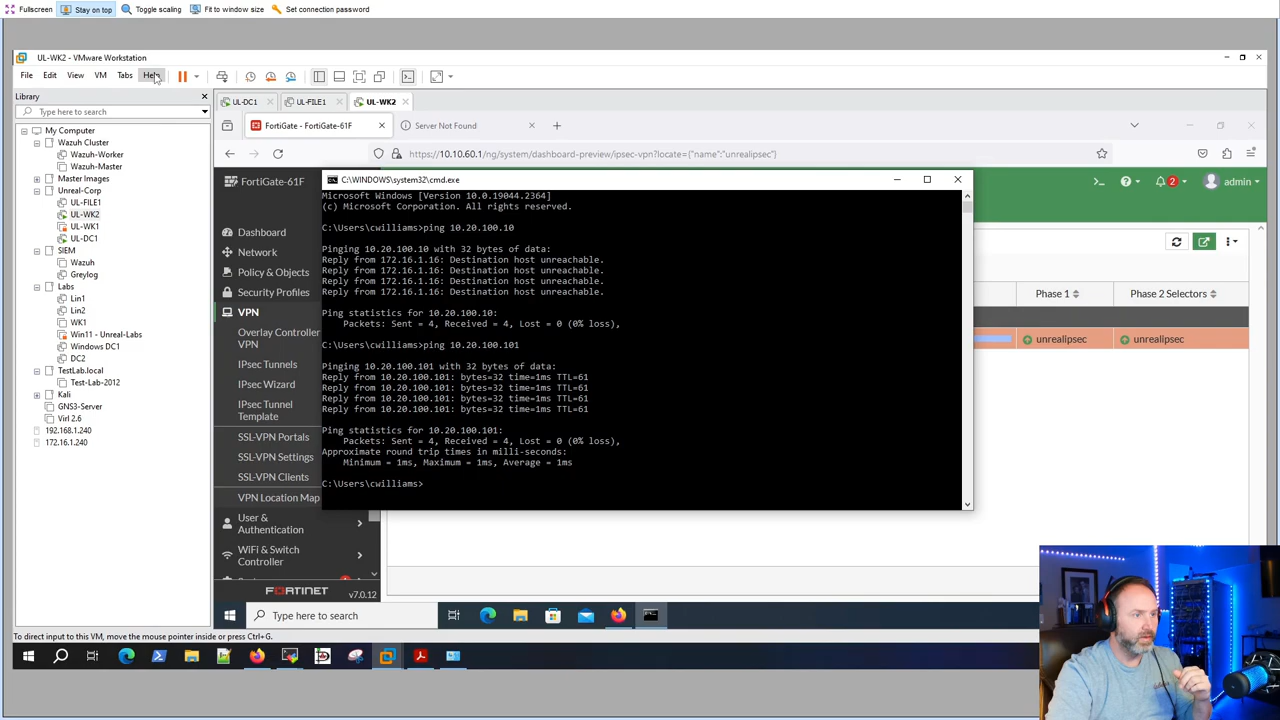 Fullscreen
Stay on top
Toggle scaling
Fit to window size
Set connection password
UL-WK2 - VMware Workstation
File Edit View VM Tabs Help
Library
Type here to search
My Computer
Wazuh Cluster
Wazuh-Worker
Wazuh-Master
Master Images
Unreal-Corp
UL-FILE1
UL-WK2
UL-WK1
UL-DC1
SIEM
Wazuh
Greylog
Labs
Lin1
Lin2
WK1
Win11 - Unreal-Labs
Windows DC1
DC2
TestLab.local
Test-Lab-2012
Kali
GNS3-Server
Virl 2.6
192.168.1.240
172.16.1.240
UL-DC1
UL-FILE1
UL-WK2
FortiGate - FortiGate-61F
Server Not Found
https://10.10.60.1/ng/system/dashboard-preview/ipsec-vpn?locate={"name":"unrealipsec"}
FortiGate-61F
2
admin
Dashboard
Network
Policy & Objects
Security Profiles
VPN
Overlay Controller
VPN
IPsec Tunnels
IPsec Wizard
IPsec Tunnel
Template
SSL-VPN Portals
SSL-VPN Settings
SSL-VPN Clients
VPN Location Map
User &
Authentication
WiFi & Switch
Controller
FORTINET
v7.0.12
Phase 1
Phase 2 Selectors
unrealipsec
unrealipsec
C:\WINDOWS\system32\cmd.exe
Microsoft Windows [Version 10.0.19044.2364]
(c) Microsoft Corporation. All rights reserved.
C:\Users\cwilliams>ping 10.20.100.10
Pinging 10.20.100.10 with 32 bytes of data:
Reply from 172.16.1.16: Destination host unreachable.
Reply from 172.16.1.16: Destination host unreachable.
Reply from 172.16.1.16: Destination host unreachable.
Reply from 172.16.1.16: Destination host unreachable.
Ping statistics for 10.20.100.10:
Packets: Sent = 4, Received = 4, Lost = 0 (0% loss),
C:\Users\cwilliams>ping 10.20.100.101
Pinging 10.20.100.101 with 32 bytes of data:
Reply from 10.20.100.101: bytes=32 time=1ms TTL=61
Reply from 10.20.100.101: bytes=32 time=1ms TTL=61
Reply from 10.20.100.101: bytes=32 time=1ms TTL=61
Reply from 10.20.100.101: bytes=32 time=1ms TTL=61
Ping statistics for 10.20.100.101:
Packets: Sent = 4, Received = 4, Lost = 0 (0% loss),
Approximate round trip times in milli-seconds:
Minimum = 1ms, Maximum = 1ms, Average = 1ms
C:\Users\cwilliams>
Type here to search
To direct input to this VM, move the mouse pointer inside or press Ctrl+G.